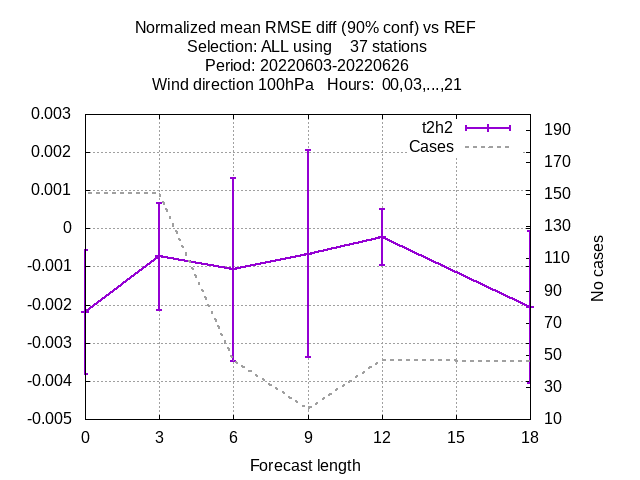 Normalized mean RMSE diff (90% conf) vs REF
Selection: ALL using    37 stations
Period: 20220603-20220626
Wind direction 100hPa   Hours:  00,03,...,21
t2h2
Cases
0.003
0.002
0.001
0
-0.001
-0.002
-0.003
-0.004
-0.005
190
170
150
130
110
90
70
50
30
10
No cases
0 3 6 9 12 15 18
Forecast length